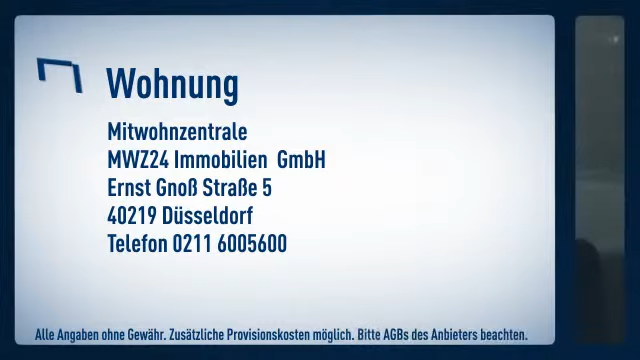 Wohnung
Mitwohnzentrale
MWZ24 Immobilien GmbH
Ernst Gnoß Straße 5
40219 Düsseldorf
Telefon 0211 6005600
Alle Angaben ohne Gewähr. Zusätzliche Provisionskosten möglich. Bitte AGBs des Anbieters beachten.